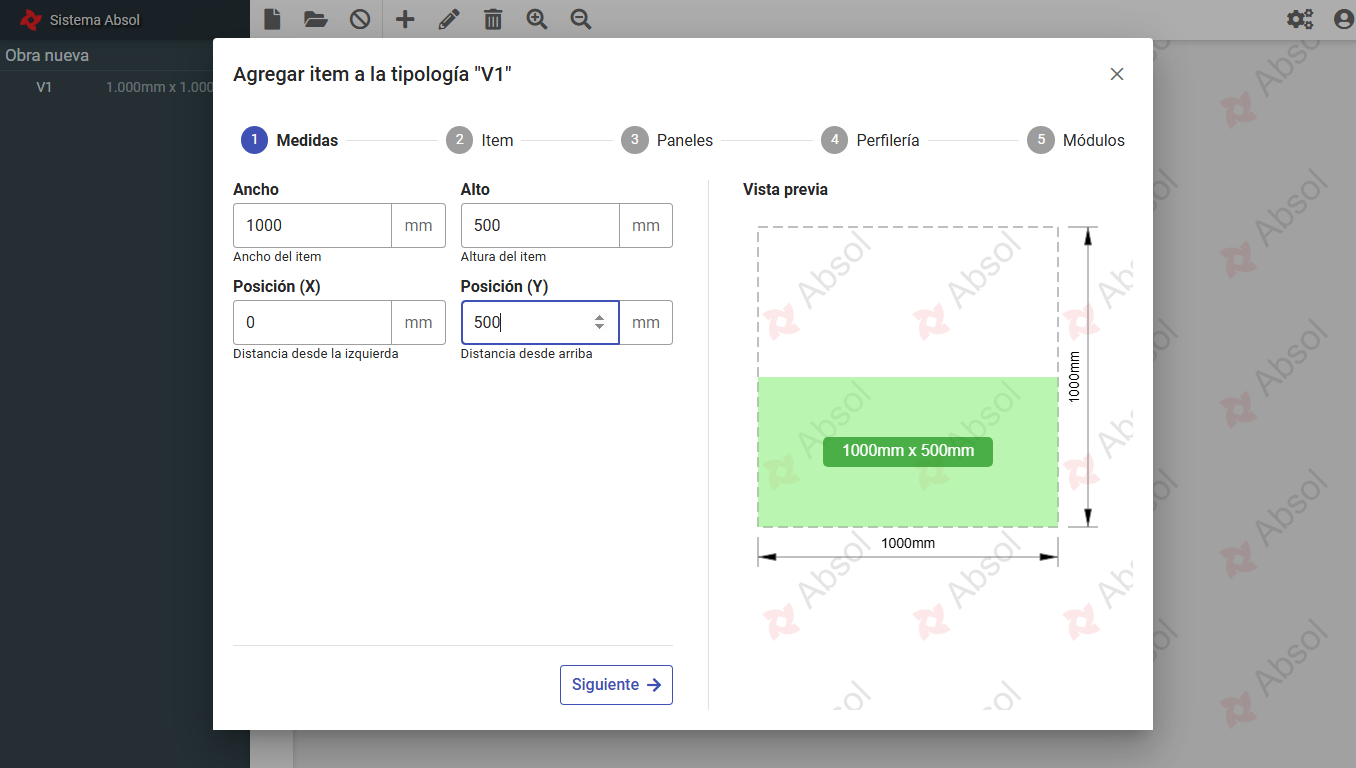 Sistema Absol
Obra nueva
V1 1.000mm x 1.000
Agregar item a la tipología "V1"
1 Medidas 2 Item 3 Paneles 4 Perfilería 5 Módulos
Ancho Alto Vista previa
1000 mm 500 mm
Ancho del item Altura del item
Posición (X) Posición (Y)
0 mm 500 mm
Distancia desde la izquierda Distancia desde arriba
1000mm
1000mm x 500mm
1000mm
Siguiente
Absol
Absol
Absol
Absol
Absol
Absol
Absol
Absol
Absol
Absol
Absol